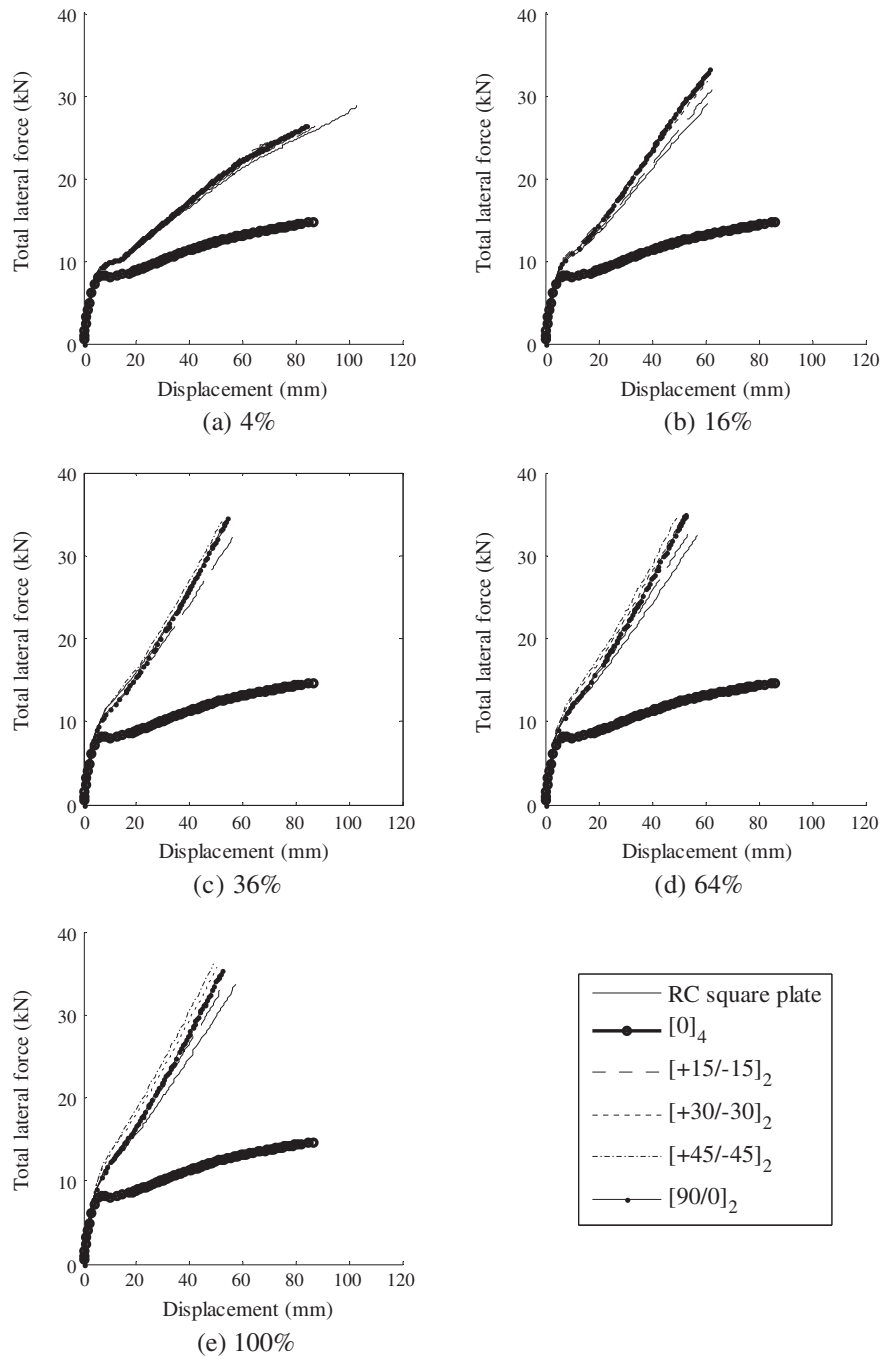 40
30
20
10
0
Total lateral force (kN)
0 20 40 60 80 100 120
Displacement (mm)
(a) 4%
40
30
20
10
0
Total lateral force (kN)
0 20 40 60 80 100 120
Displacement (mm)
(b) 16%
40
30
20
10
0
Total lateral force (kN)
0 20 40 60 80 100 120
Displacement (mm)
(c) 36%
40
30
20
10
0
Total lateral force (kN)
0 20 40 60 80 100 120
Displacement (mm)
(d) 64%
40
30
20
10
0
Total lateral force (kN)
0 20 40 60 80 100 120
Displacement (mm)
(e) 100%
RC square plate
[0]4
[+15/-15]2
[+30/-30]2
[+45/-45]2
[90/0]2